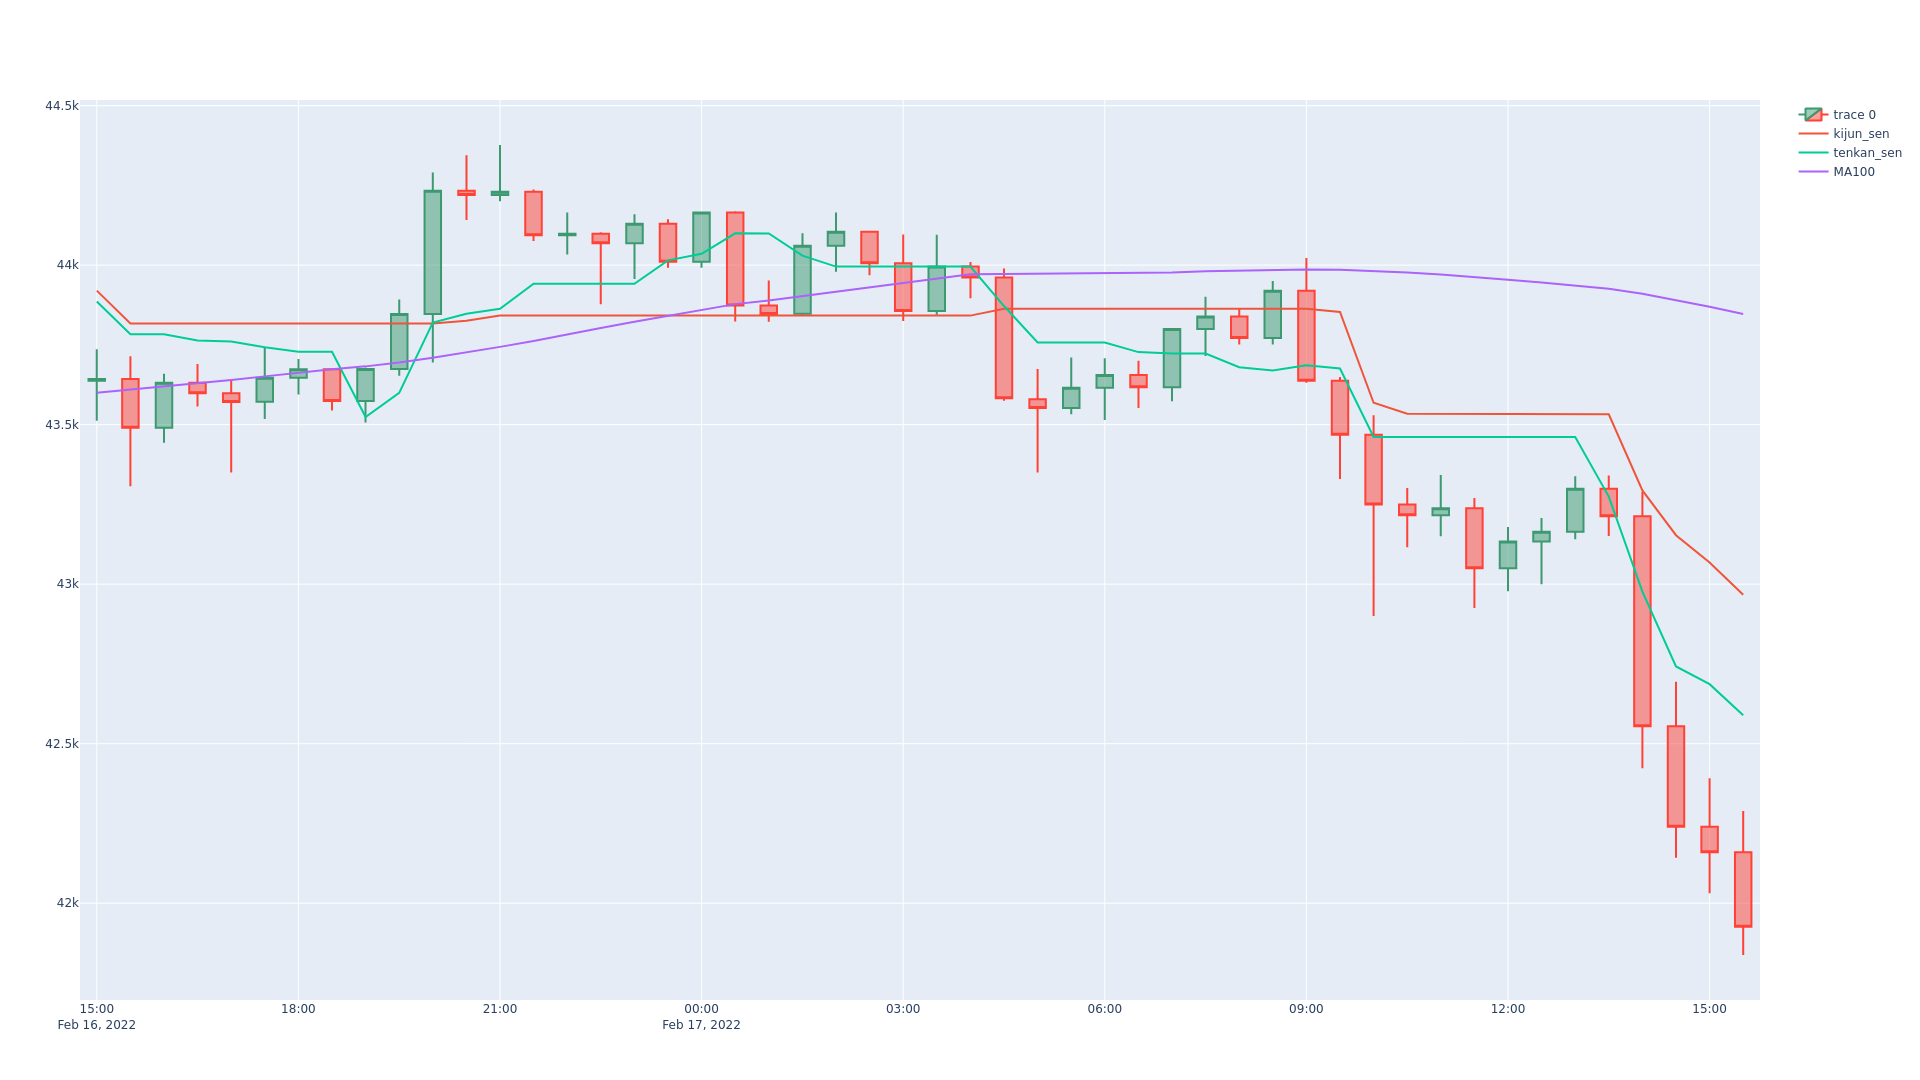 44.5k
44k
43.5k
43k
42.5k
42k
15:00
Feb 16, 2022
18:00
21:00
00:00
Feb 17, 2022
03:00
06:00
09:00
12:00
15:00
trace 0
kijun_sen
tenkan_sen
MA100